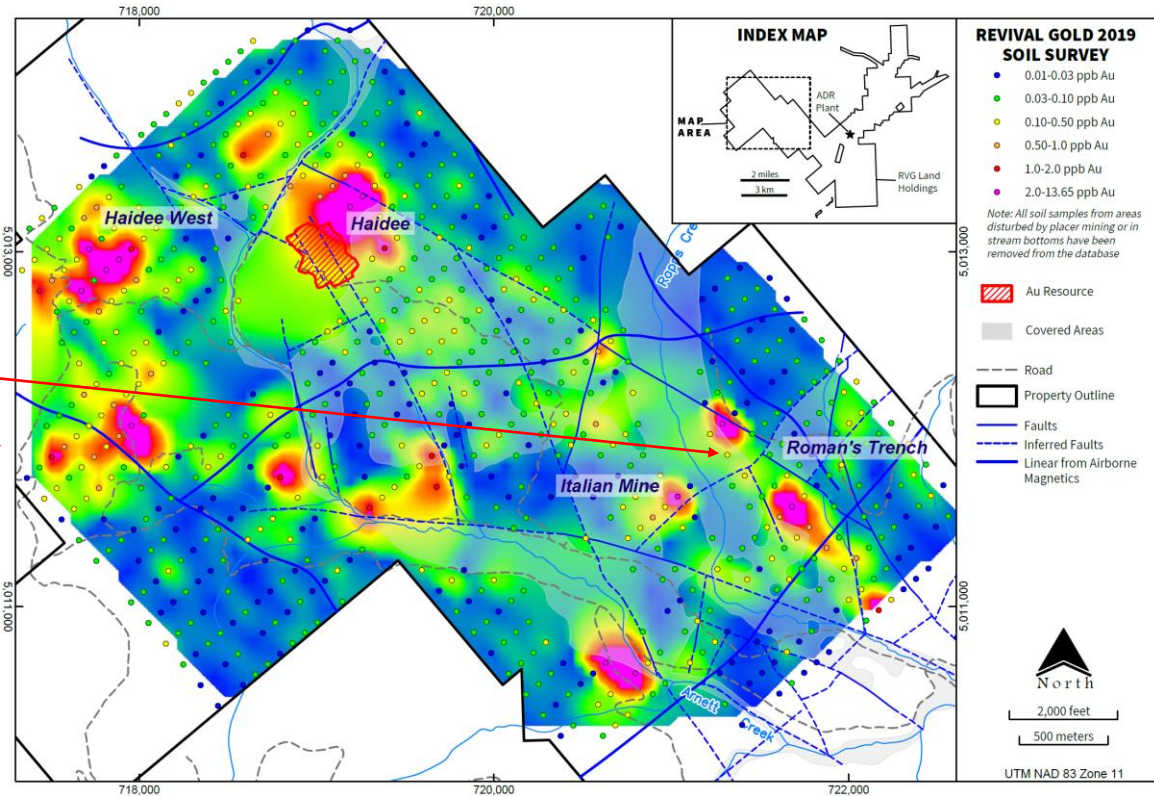 718,000
720,000
INDEX MAP
ADR
Plant
MAP
AREA
2 miles
3 km
RVG Land
Holdings
REVIVAL GOLD 2019
SOIL SURVEY
0.01-0.03 ppb Au
0.03-0.10 ppb Au
0.10-0.50 ppb Au
0.50-1.0 ppb Au
1.0-2.0 ppb Au
2.0-13.65 ppb Au
Note: All soil samples from areas
disturbed by placer mining or in
stream bottoms have been
removed from the database
Au Resource
Covered Areas
Road
Property Outline
Faults
Inferred Faults
Linear from Airborne
Magnetics
North
2,000 feet
500 meters
UTM NAD 83 Zone 11
Haidee West
Haidee
5,013,000
5,013,000
Roman's Trench
Italian Mine
5,011,000
5,011,000
Arnett
Creek
718,000
720,000
722,000